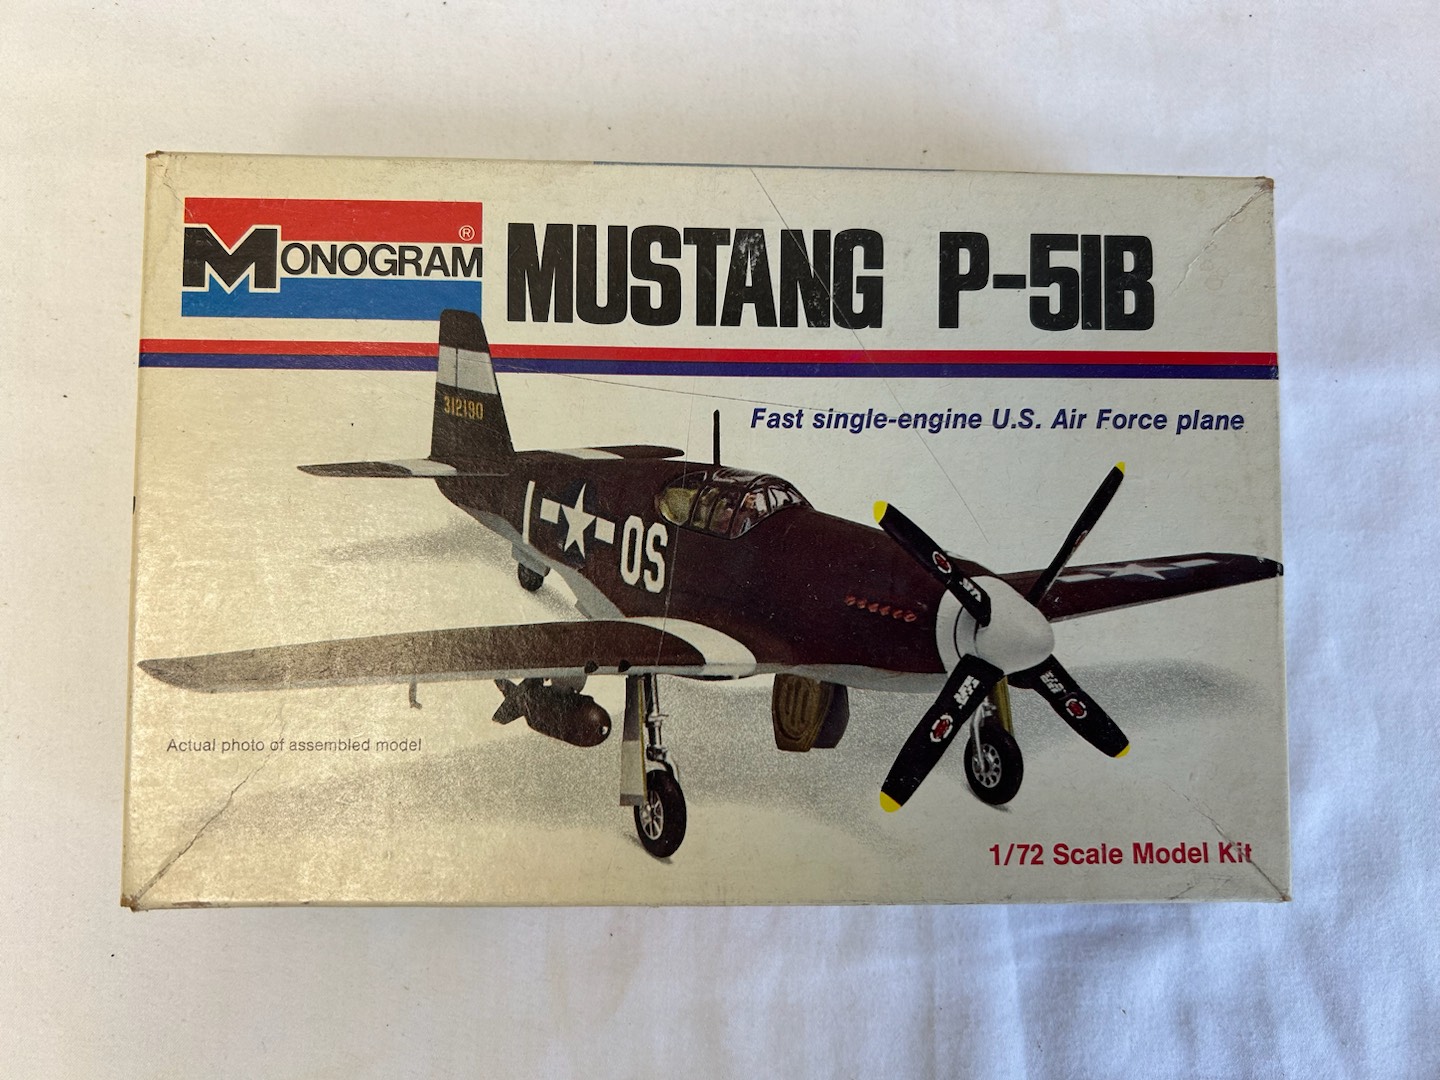 MONOGRAM®
MUSTANG P-51B
Fast single-engine U.S. Air Force plane
312190
I OS
Actual photo of assembled model
1/72 Scale Model Kit